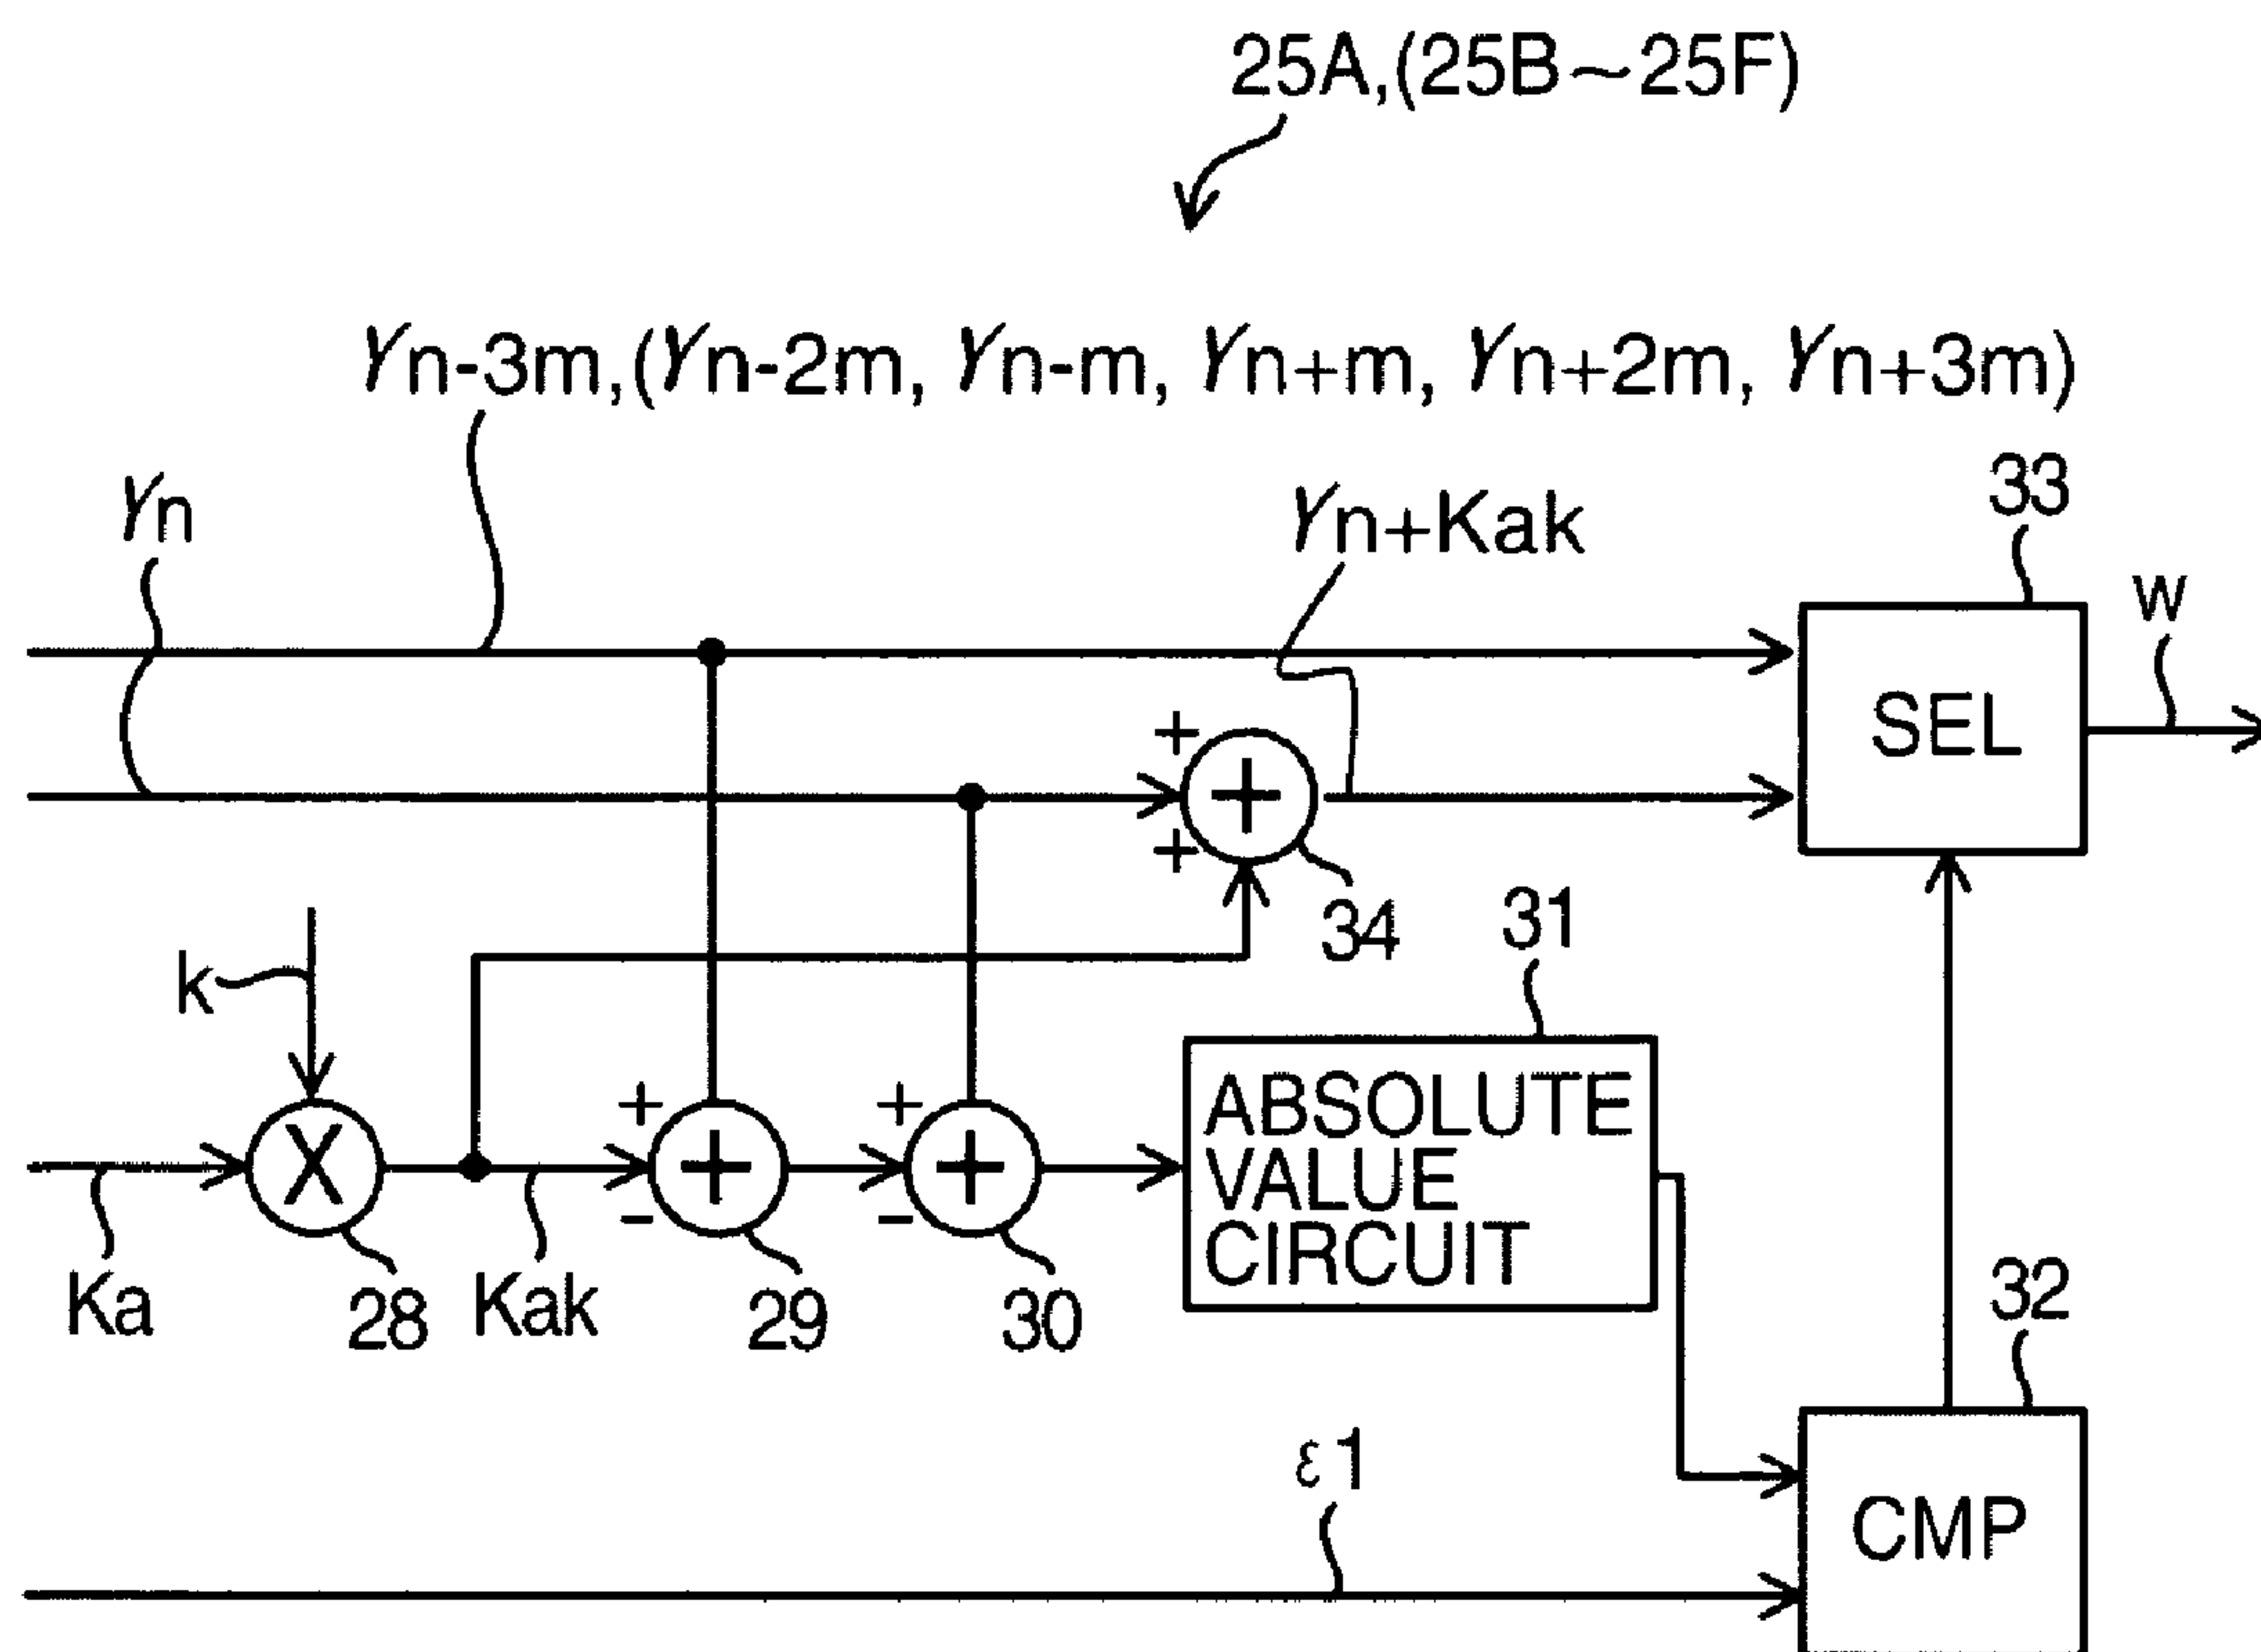 25A,(25B～25F)
Yn-3m,(Yn-2m, Yn-m, Yn+m, Yn+2m, Yn+3m)
Yn
Yn+Kak
33
W
SEL
+
+
+
34
31
k
+
-
+
-
X
+
+
ABSOLUTE
VALUE
CIRCUIT
Ka
28
Kak
29
30
32
ε1
CMP